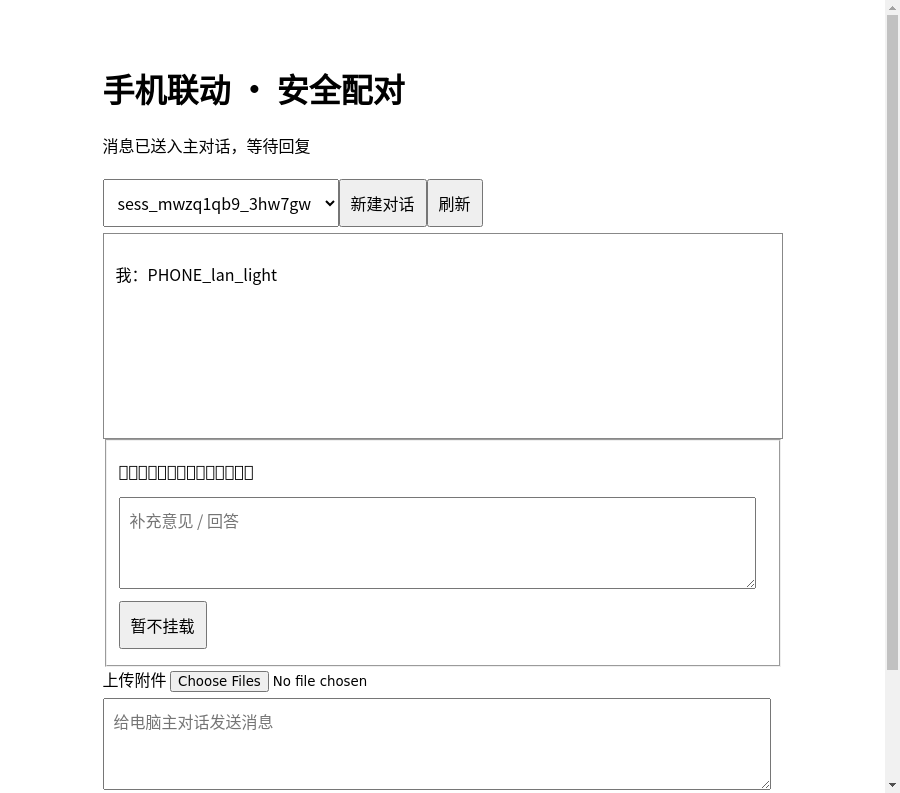 手机联动 · 安全配对
消息已送入主对话，等待回复
sess_mwzq1qb9_3hw7gw
新建对话
刷新
我：PHONE_lan_light
补充意见 / 回答
暂不挂载
上传附件 Choose Files No file chosen
给电脑主对话发送消息